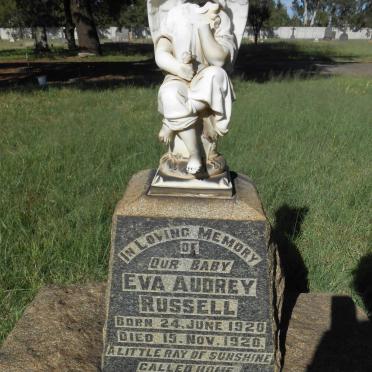 IN LOVING MEMORY
OF
OUR BABY
EVA AUDREY
RUSSELL
BORN 24. JUNE 1920
DIED 15. NOV. 1920.
A LITTLE RAY OF SUNSHINE
CALLED HOME